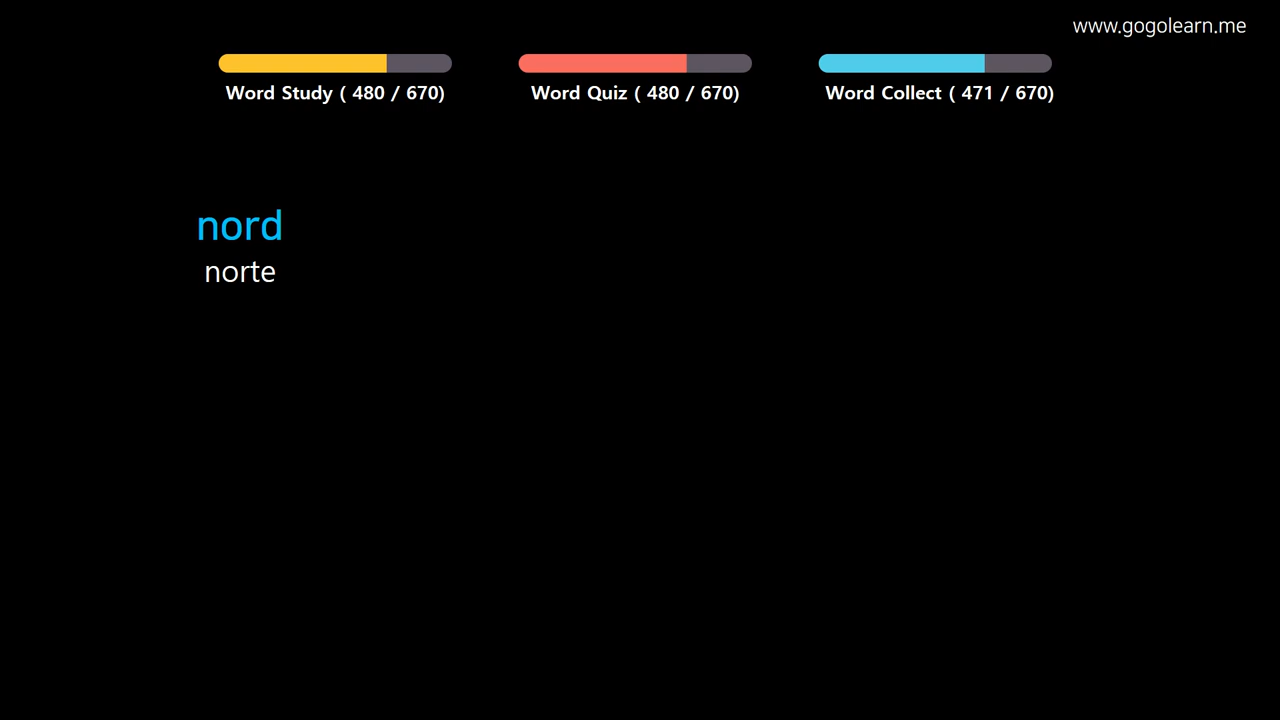 www.gogolearn.me
Word Study ( 480 / 670)
Word Quiz ( 480 / 670)
Word Collect ( 471 / 670)
nord
norte